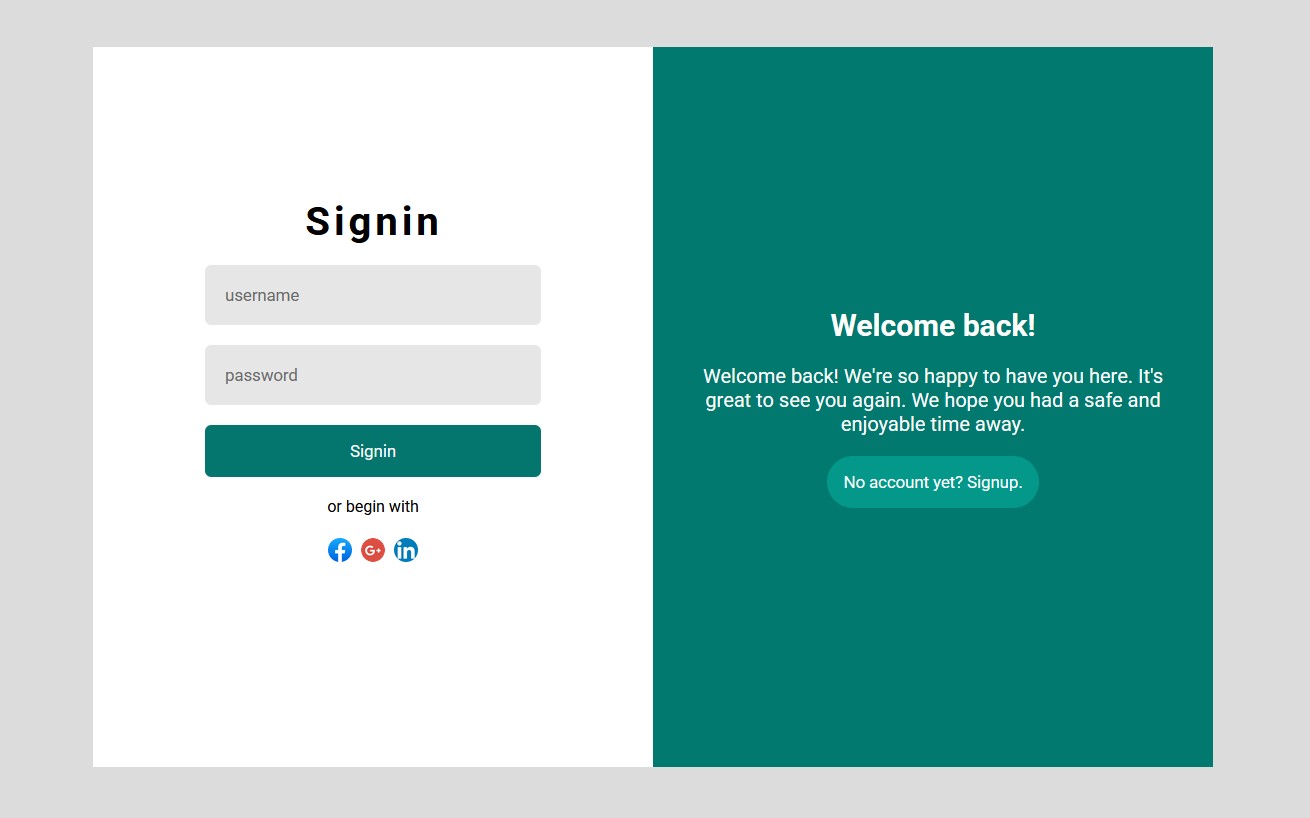 Signin
username
password
Signin
or begin with
Welcome back!
Welcome back! We're so happy to have you here. It's
great to see you again. We hope you had a safe and
enjoyable time away.
No account yet? Signup.